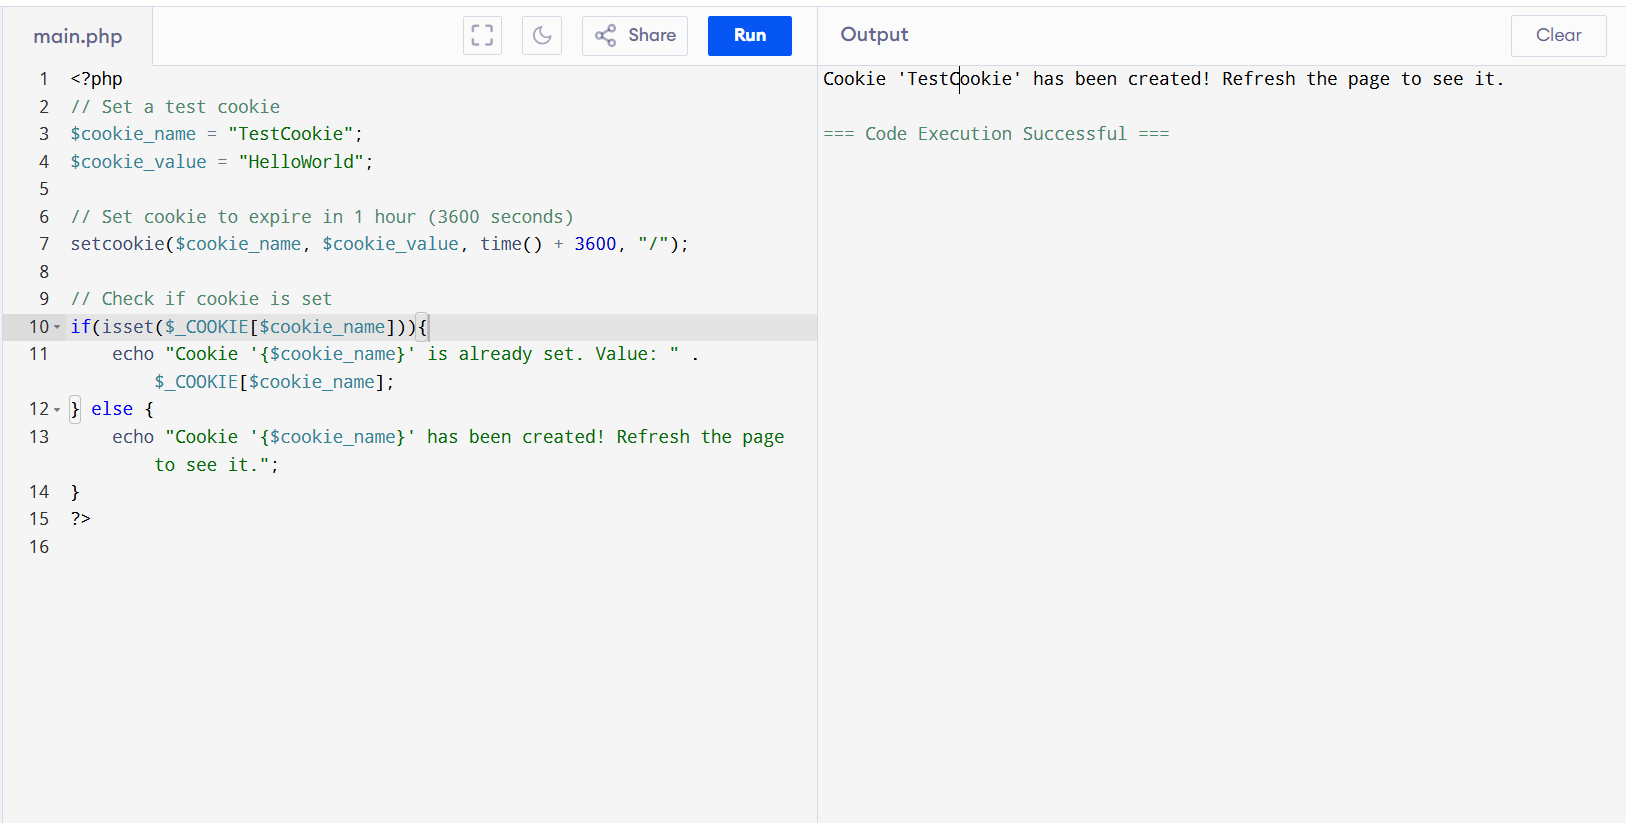 main.php
Share
Run
Output
Clear
1 <?php
2 // Set a test cookie
3 $cookie_name = "TestCookie";
4 $cookie_value = "HelloWorld";
5
6 // Set cookie to expire in 1 hour (3600 seconds)
7 setcookie($cookie_name, $cookie_value, time() + 3600, "/");
8
9 // Check if cookie is set
10 if(isset($_COOKIE[$cookie_name])){
11 echo "Cookie '{$cookie_name}' is already set. Value: " .
$_COOKIE[$cookie_name];
12 } else {
13 echo "Cookie '{$cookie_name}' has been created! Refresh the page
to see it.";
14 }
15 ?>
16
Cookie 'TestCookie' has been created! Refresh the page to see it.
=== Code Execution Successful ===